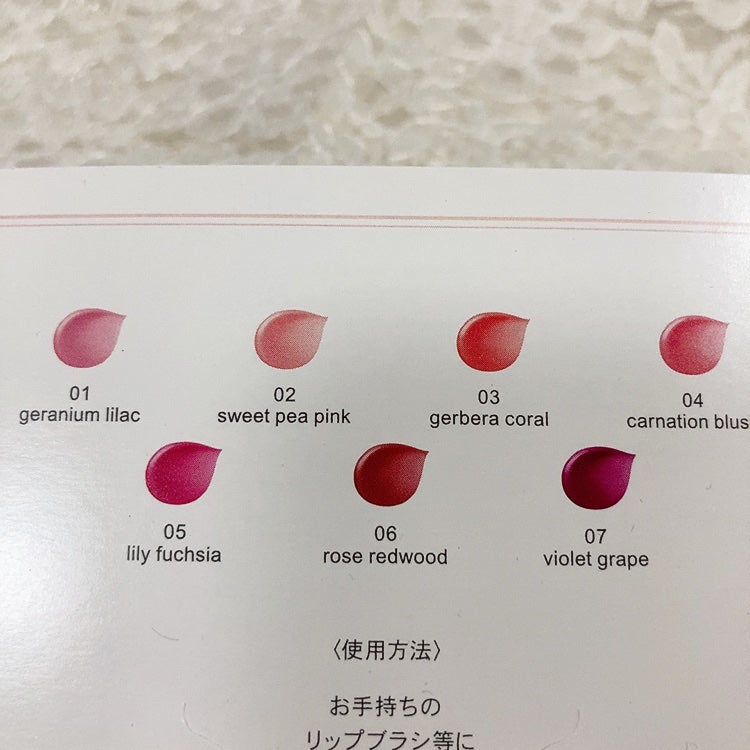 01 02 03 04
geranium lilac sweet pea pink gerbera coral carnation
05 06 07
lily fuchsia rose redwood violet grape
〈使用方法〉
お手持ちの
リップブラシ等に